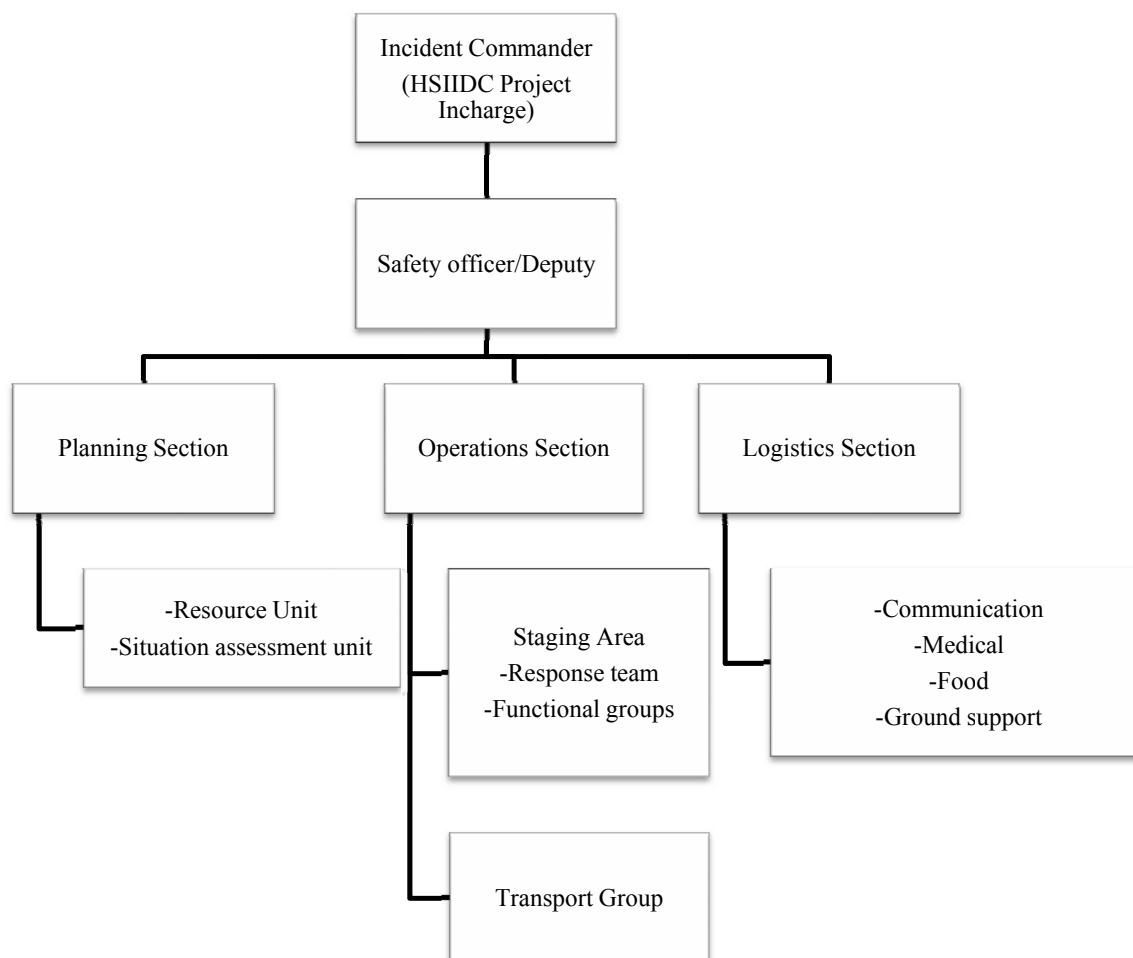 Incident Commander
(HSIIDC Project
Incharge)
Safety officer/Deputy
Planning Section
Operations Section
Logistics Section
-Resource Unit
-Situation assessment unit
Staging Area
-Response team
-Functional groups
-Communication
-Medical
-Food
-Ground support
Transport Group